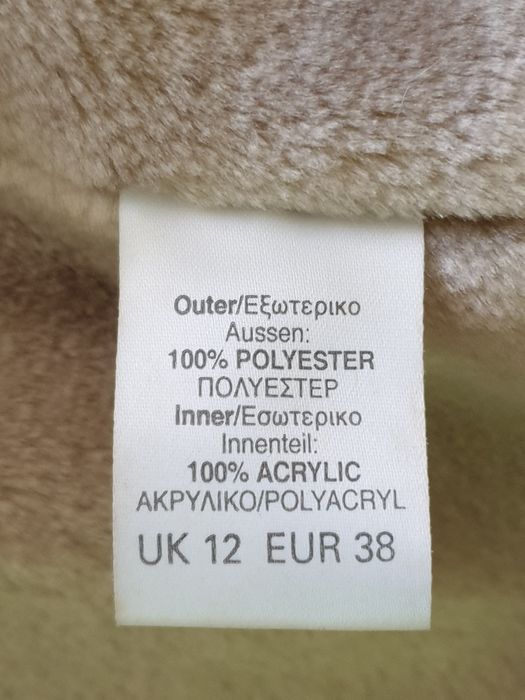 Outer/Εξωτερικο
Aussen:
100% POLYESTER
ΠΟΛΥΕΣΤΕΡ
Inner/Εσωτερικο
Innenteil:
100% ACRYLIC
ΑΚΡΥΛΙΚΟ/POLYACRYL
UK 12 EUR 38